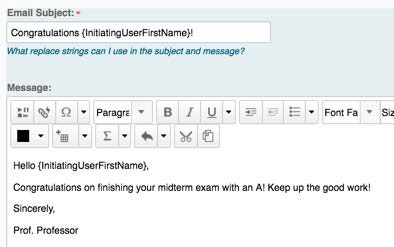 Email Subject: *
Congratulations {InitiatingUserFirstName}!
What replace strings can I use in the subject and message?
Message:
Paragra B I U Font Fa Siz
Hello {InitiatingUserFirstName},
Congratulations on finishing your midterm exam with an A! Keep up the good work!
Sincerely,
Prof. Professor